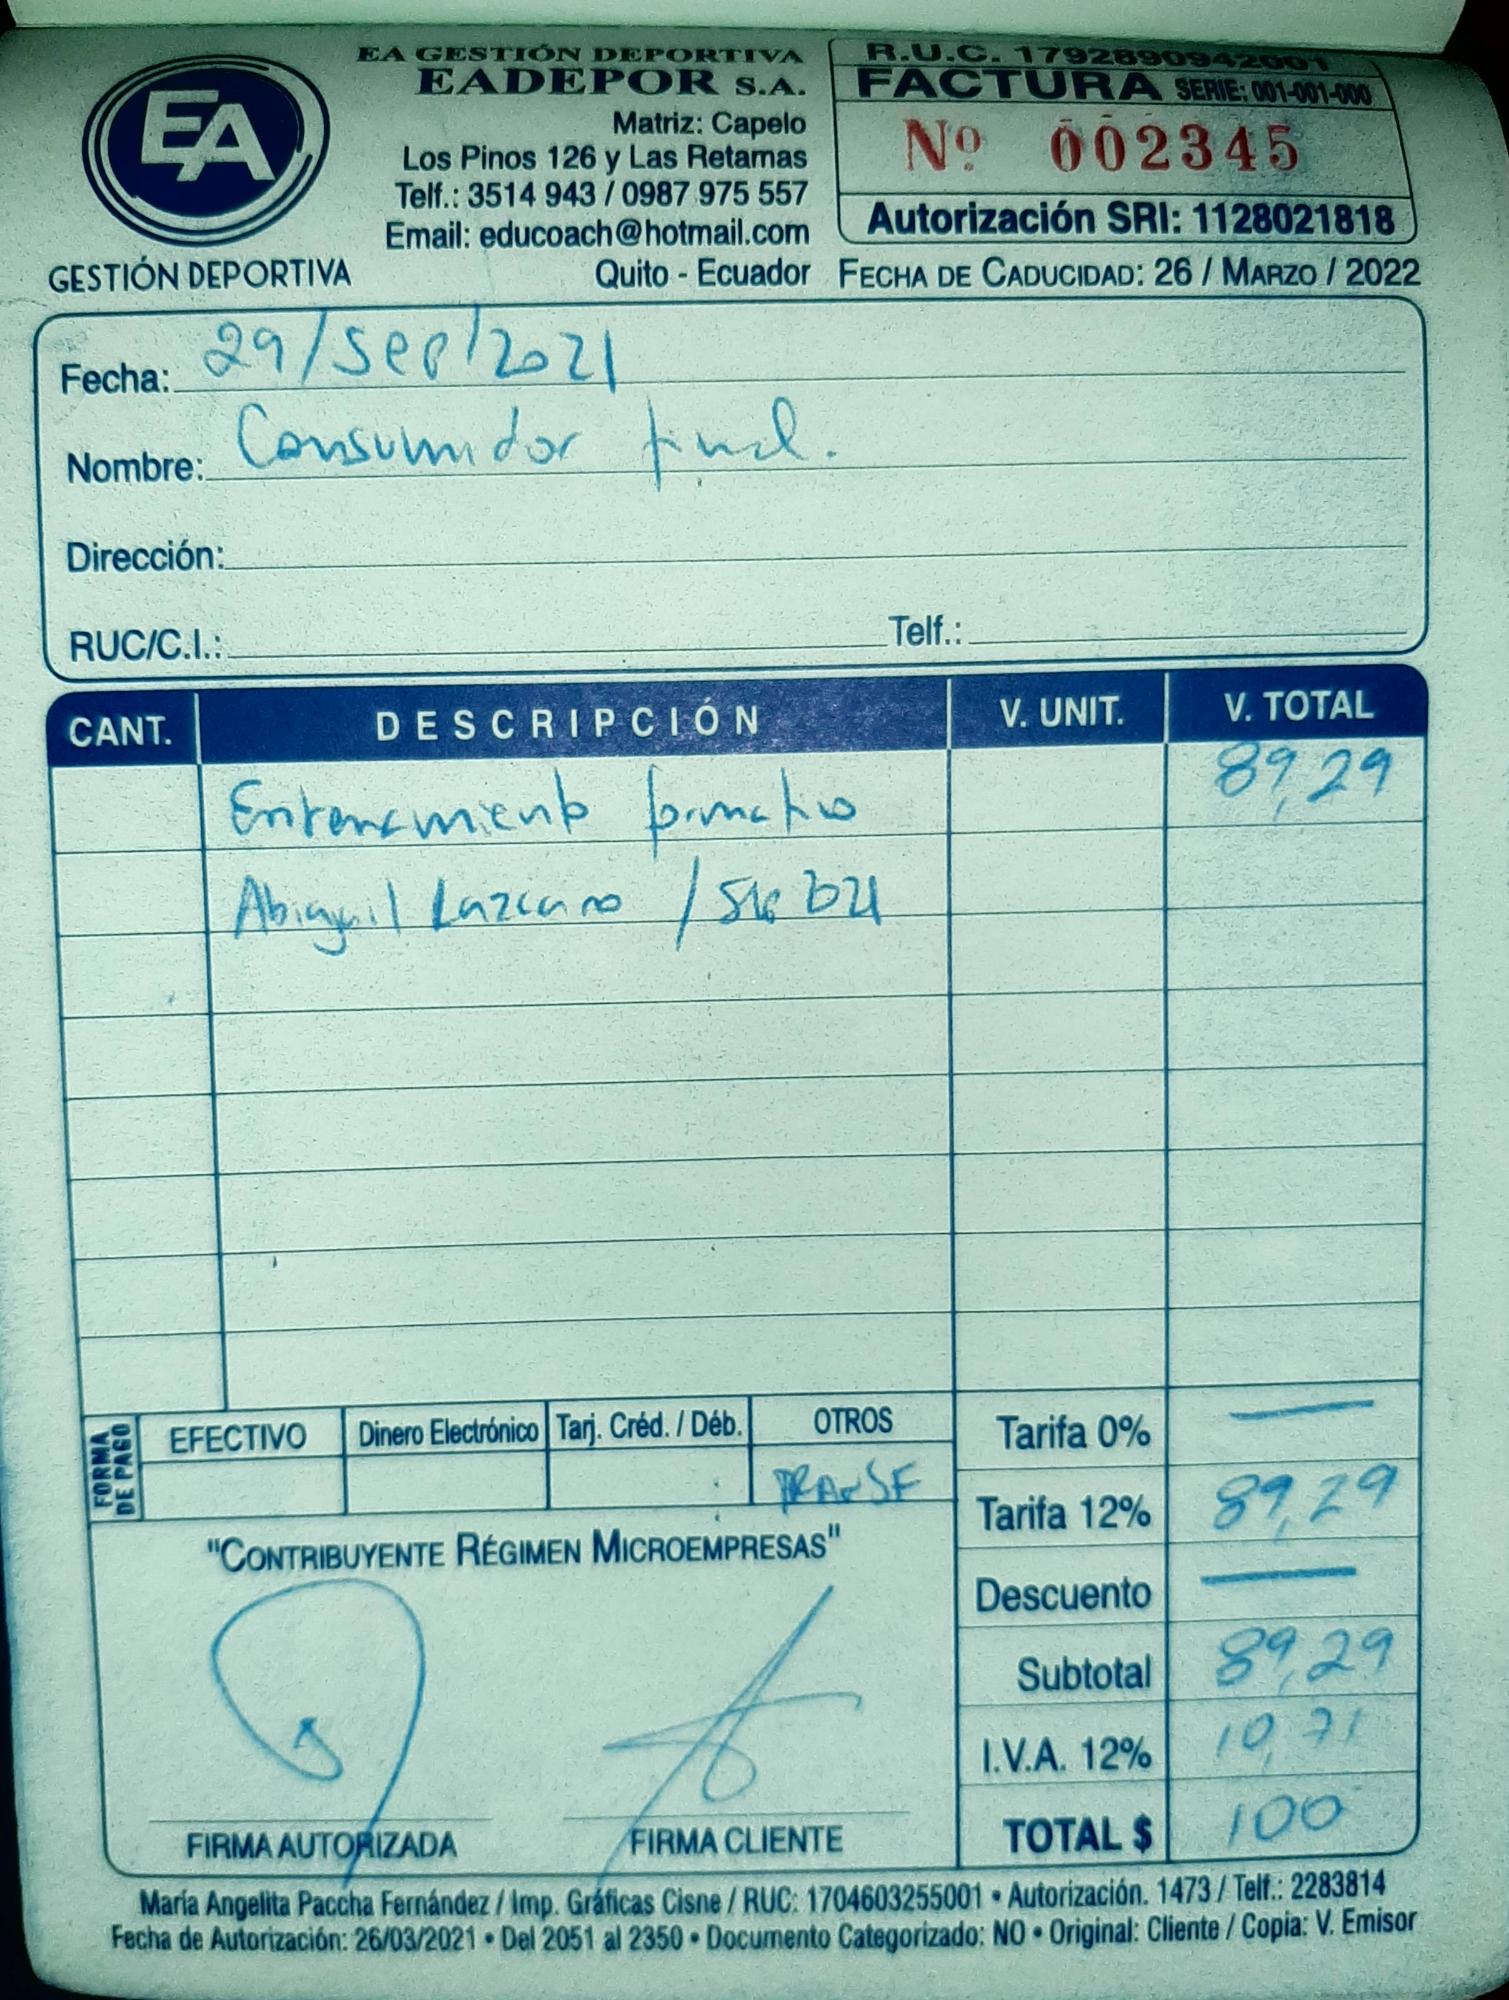 EA
GESTIÓN DEPORTIVA
EA GESTIÓN DEPORTIVA
EADEPOR S.A.
Matriz: Capelo
Los Pinos 126 y Las Retamas
Telf.: 3514 943 / 0987 975 557
Email: educoach@hotmail.com
Quito - Ecuador
R.U.C. 1792890942001
FACTURA SERIE: 001-001-000
Nº 002345
Autorización SRI: 1128021818
FECHA DE CADUCIDAD: 26 / MARZO / 2022
Fecha: 29/Sep/2021
Nombre: Consumidor final.
Dirección:
RUC/C.I.: Telf.:
CANT. DESCRIPCIÓN V. UNIT. V. TOTAL
Entrenamiento formativo 89,29
Abigail Lazcano /
FORMA DE PAGO
EFECTIVO Dinero Electrónico Tarj. Créd. / Déb. OTROS
TRANSF
Tarifa 0% —
Tarifa 12% 89,29
Descuento —
Subtotal 89,29
I.V.A. 12% 10,71
TOTAL $ 100
"CONTRIBUYENTE RÉGIMEN MICROEMPRESAS"
FIRMA AUTORIZADA FIRMA CLIENTE
María Angelita Paccha Fernández / Imp. Gráficas Cisne / RUC: 1704603255001 • Autorización. 1473 / Telf.: 2283814
Fecha de Autorización: 26/03/2021 • Del 2051 al 2350 • Documento Categorizado: NO • Original: Cliente / Copia: V. Emisor